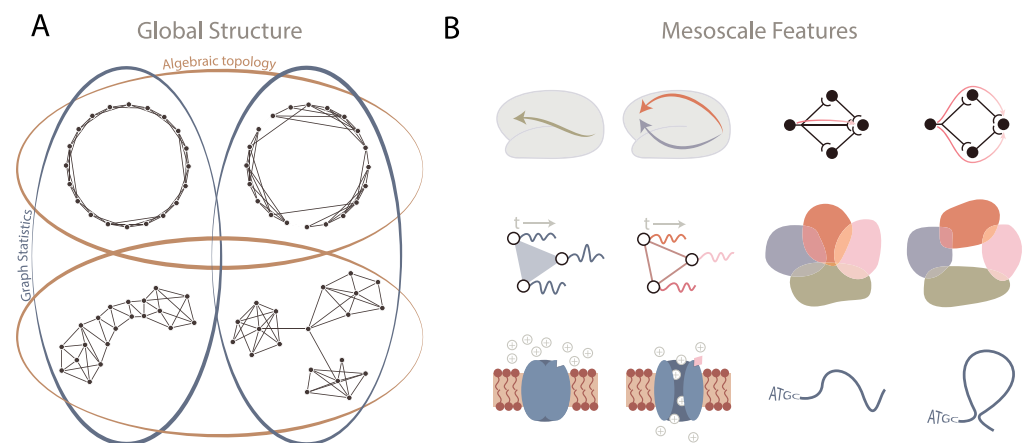 A
Global Structure
Algebraic topology
Graph Statistics
B
Mesoscale Features
t
t
+ + + + + + +
+ + + + + + + +
ATGC
ATGC